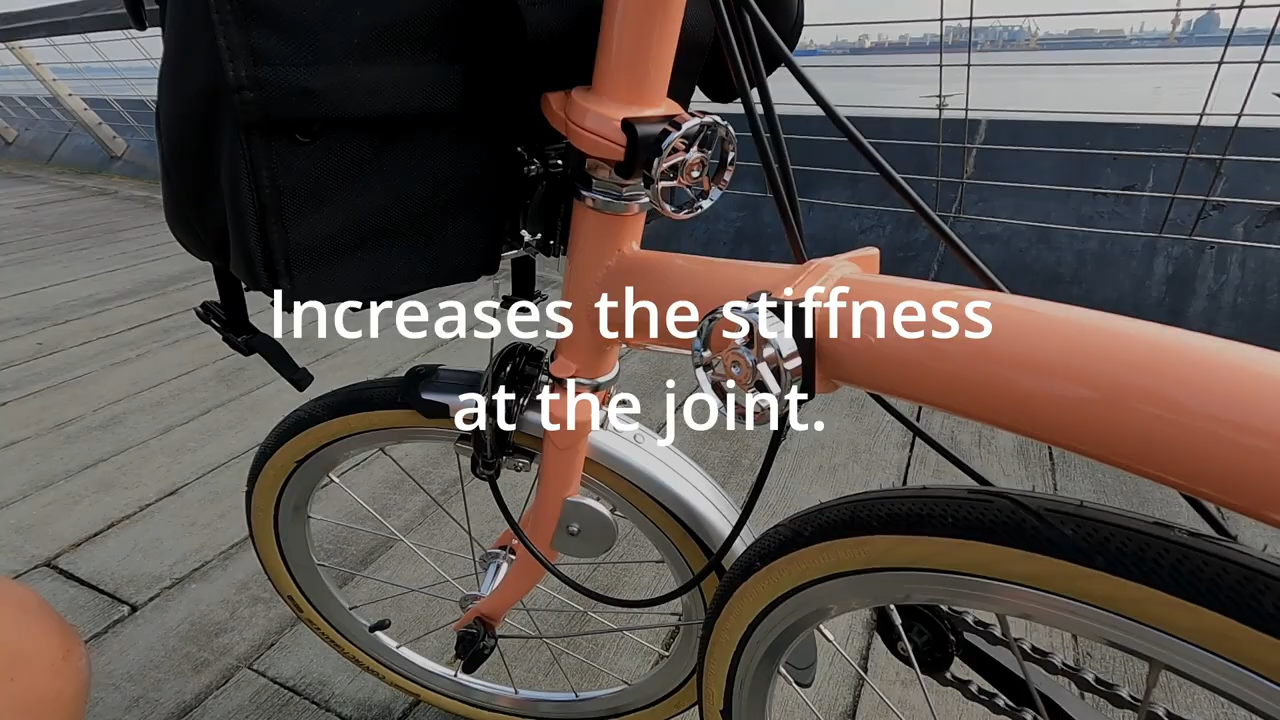 Increases the stiffness
at the joint.